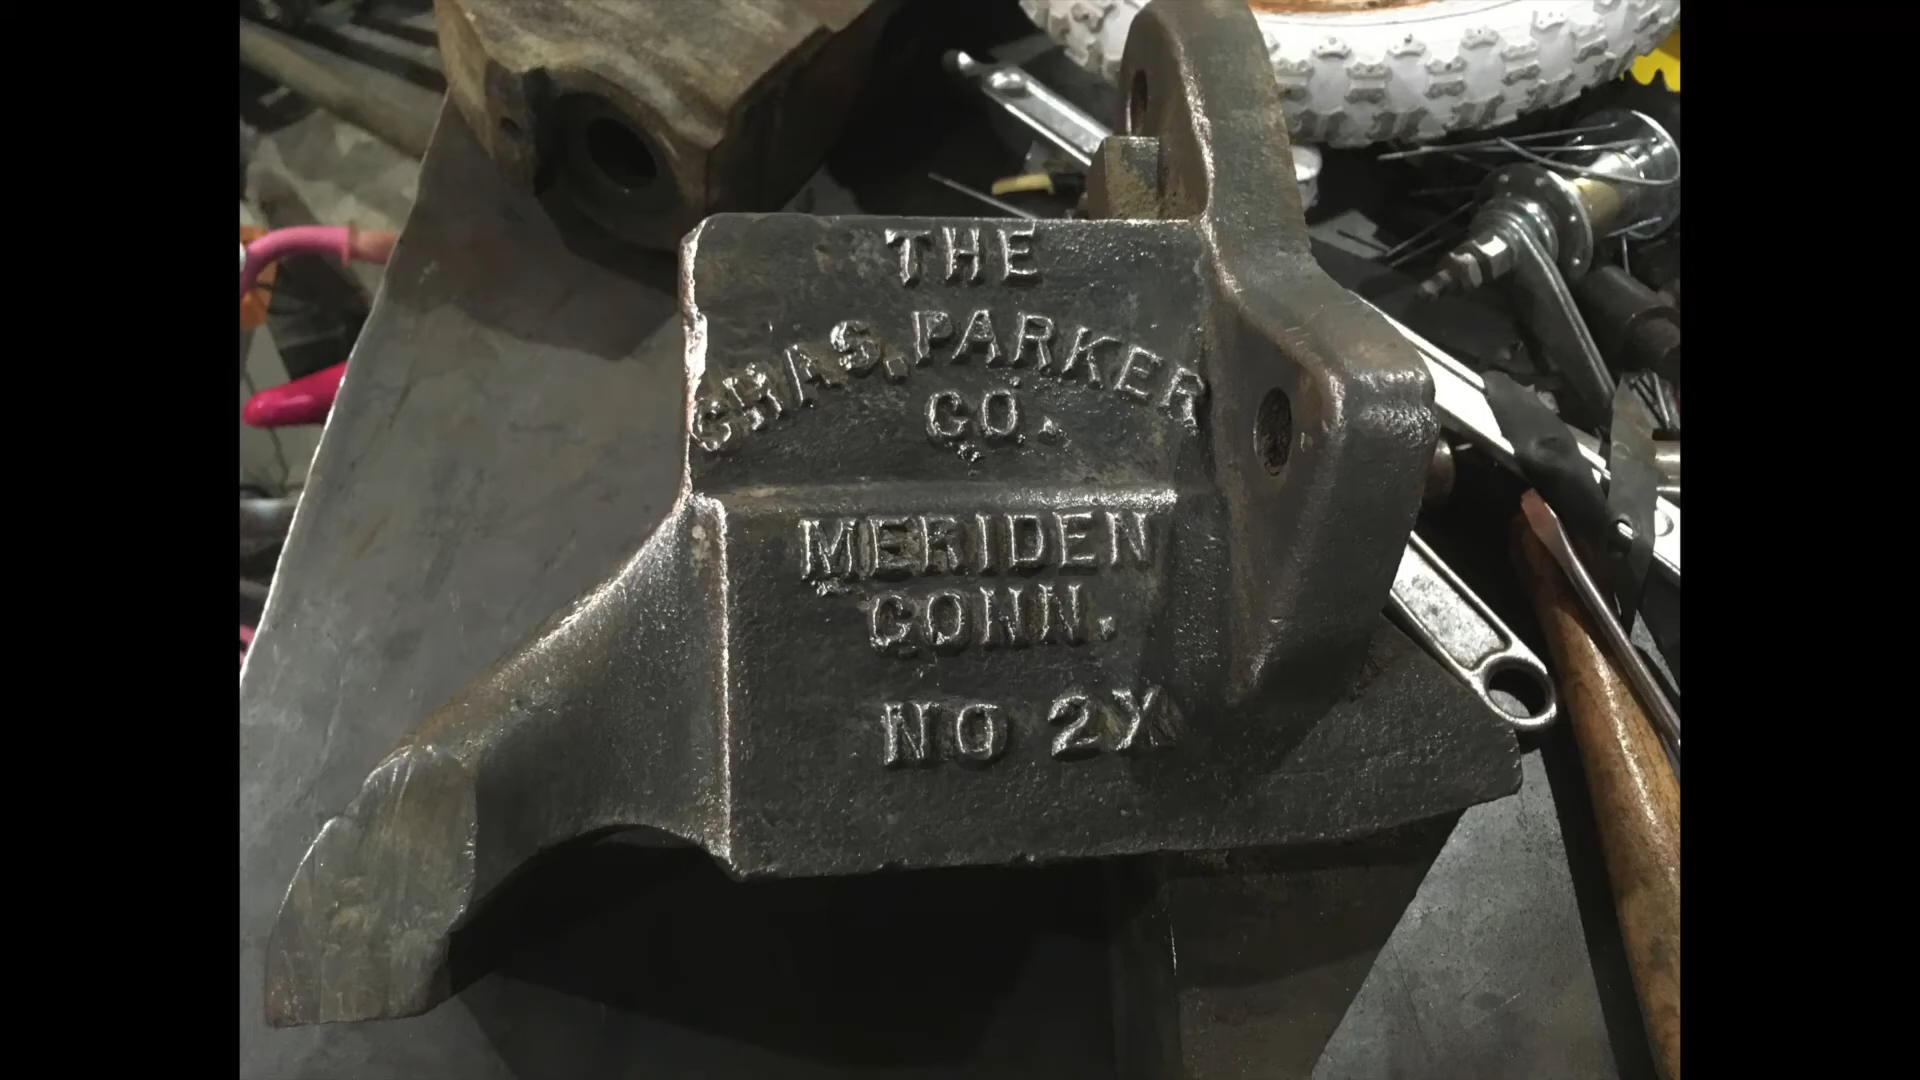 THE
CHAS. PARKER
CO.
MERIDEN
CONN.
NO 2X